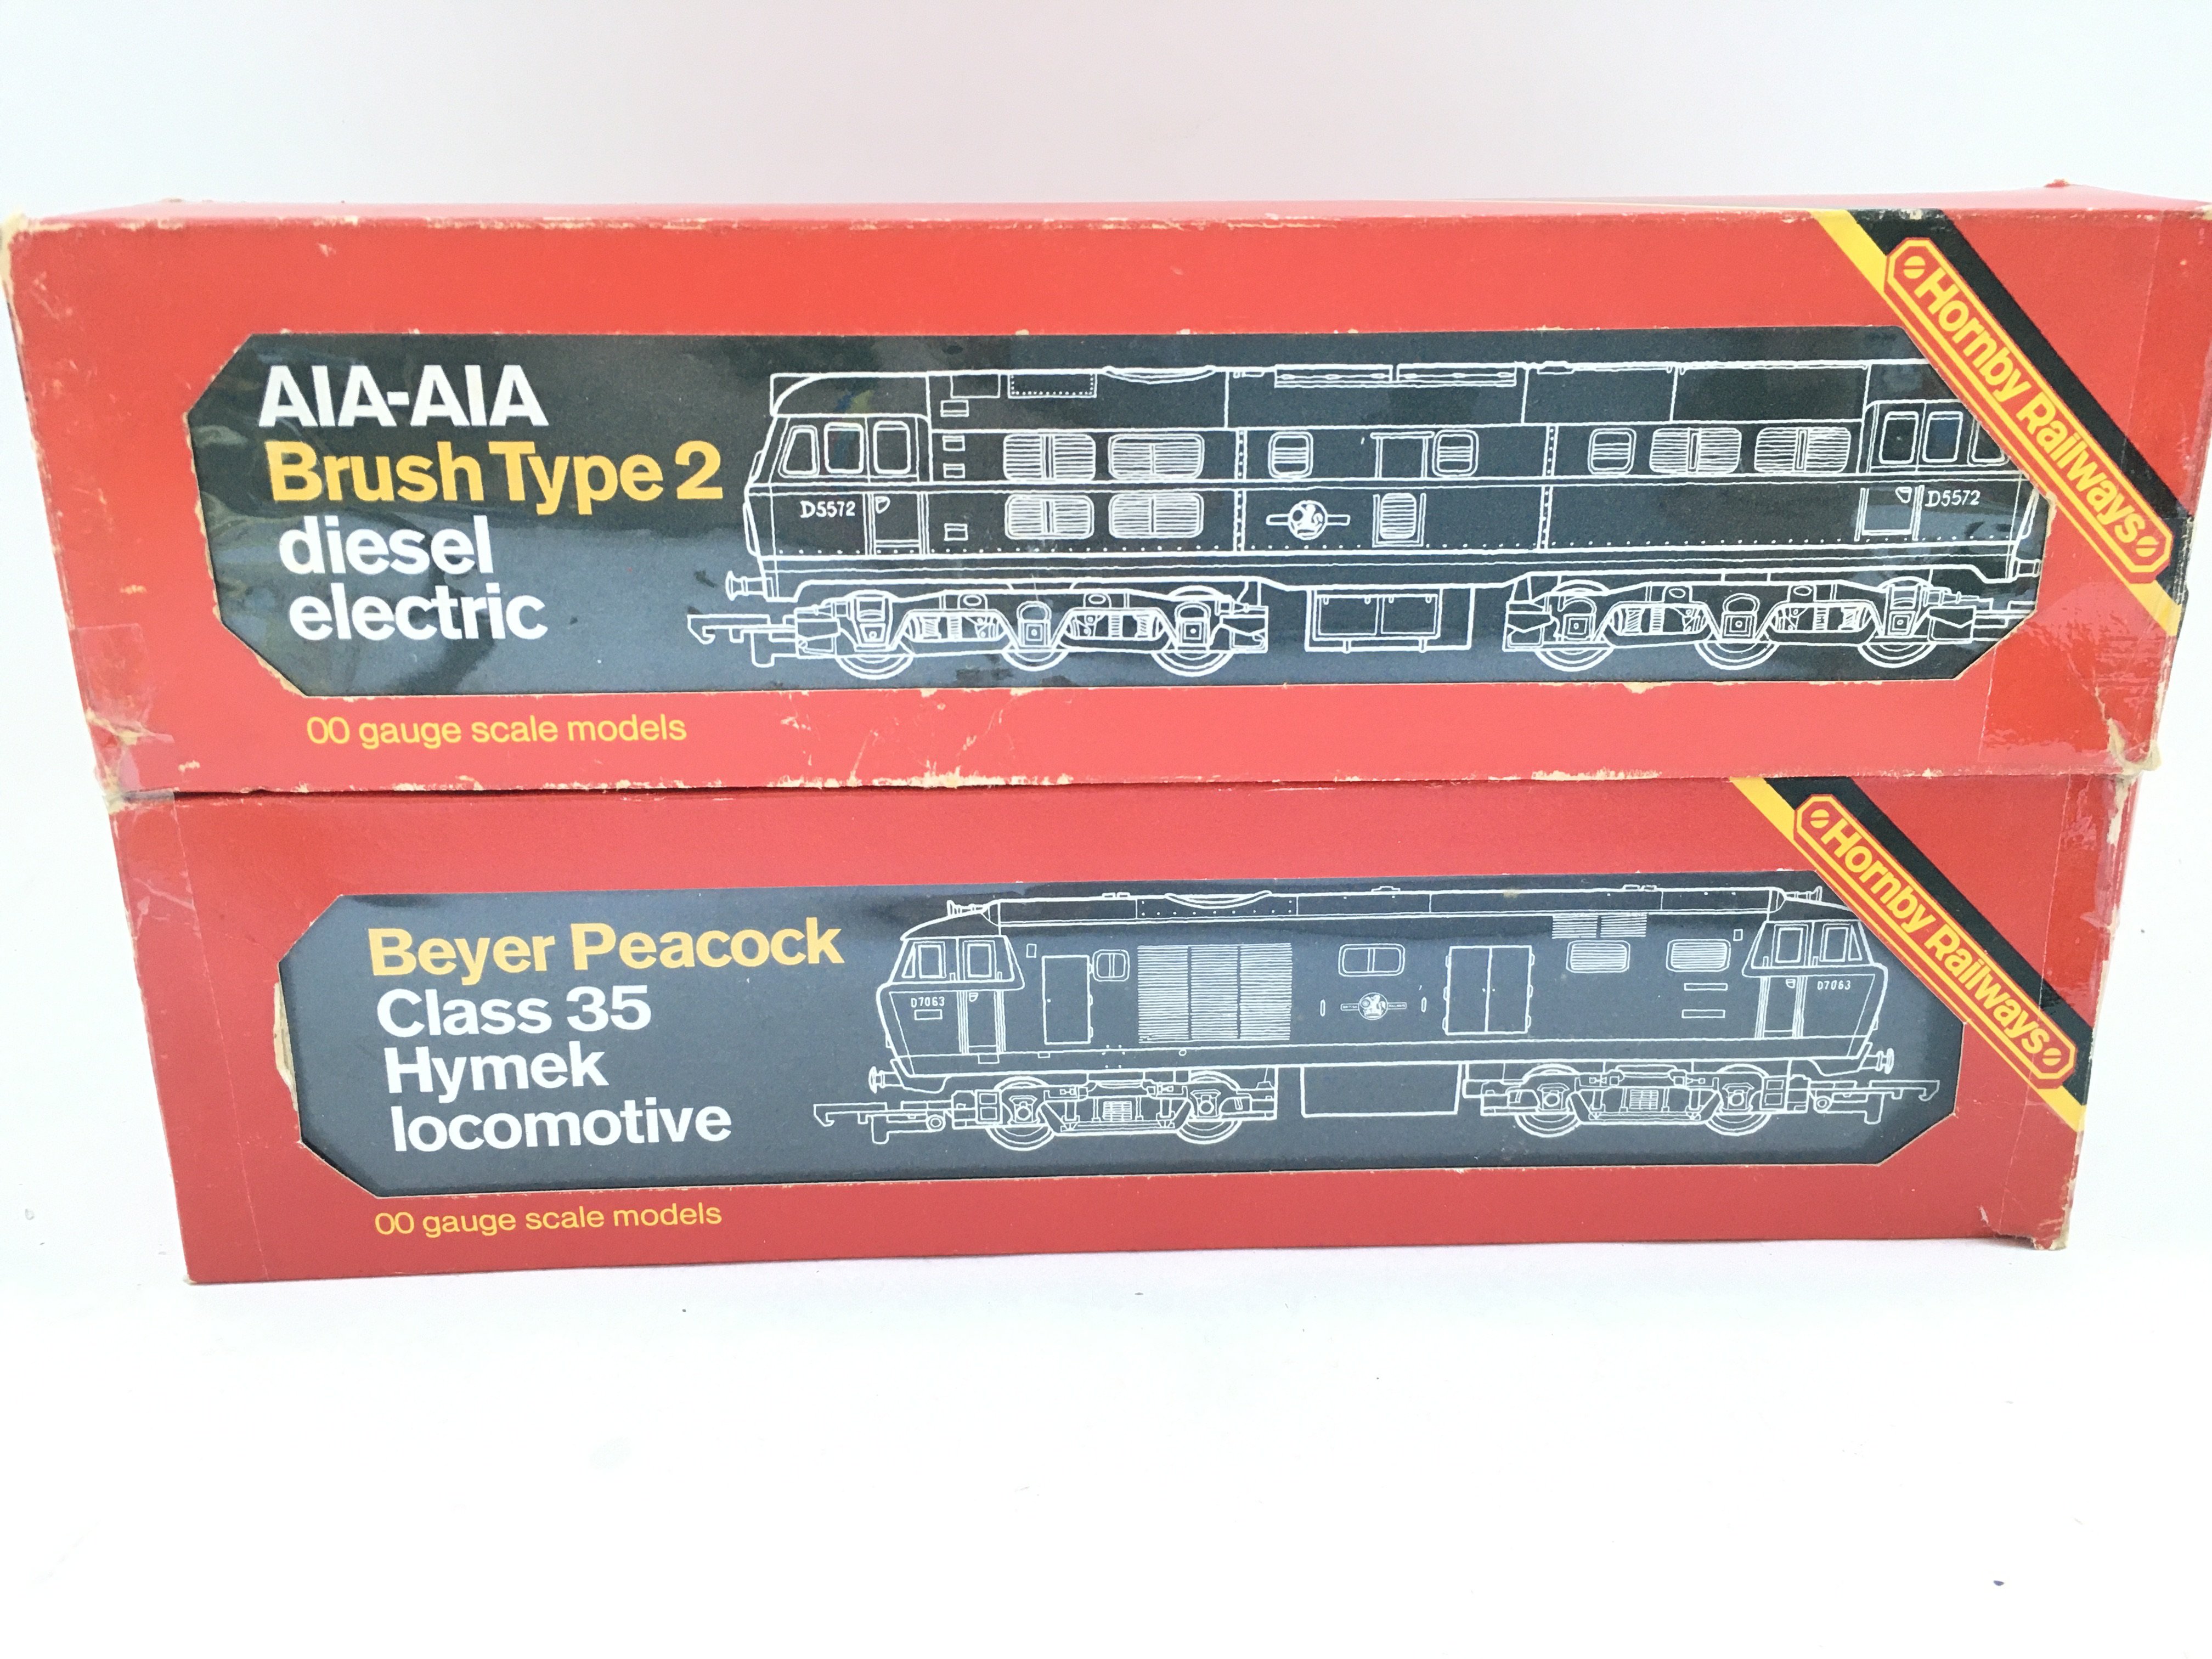 AIA-AIA
Brush Type 2
diesel
electric
D5572
D5572
Hornby Railways
00 gauge scale models
Beyer Peacock
Class 35
Hymek
locomotive
D7063
D7063
Hornby Railways
00 gauge scale models